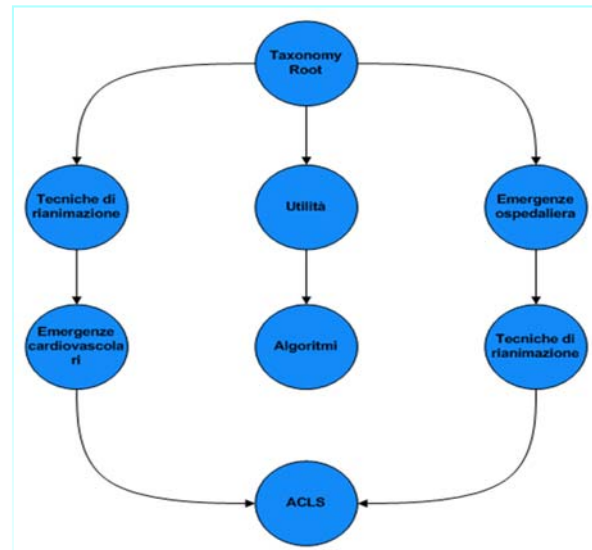 Taxonomy
Root
Tecniche di
rianimazione
Utilità
Emergenze
ospedaliera
Emergenze
cardiovascola
ri
Algoritmi
Tecniche di
rianimazione
ACLS